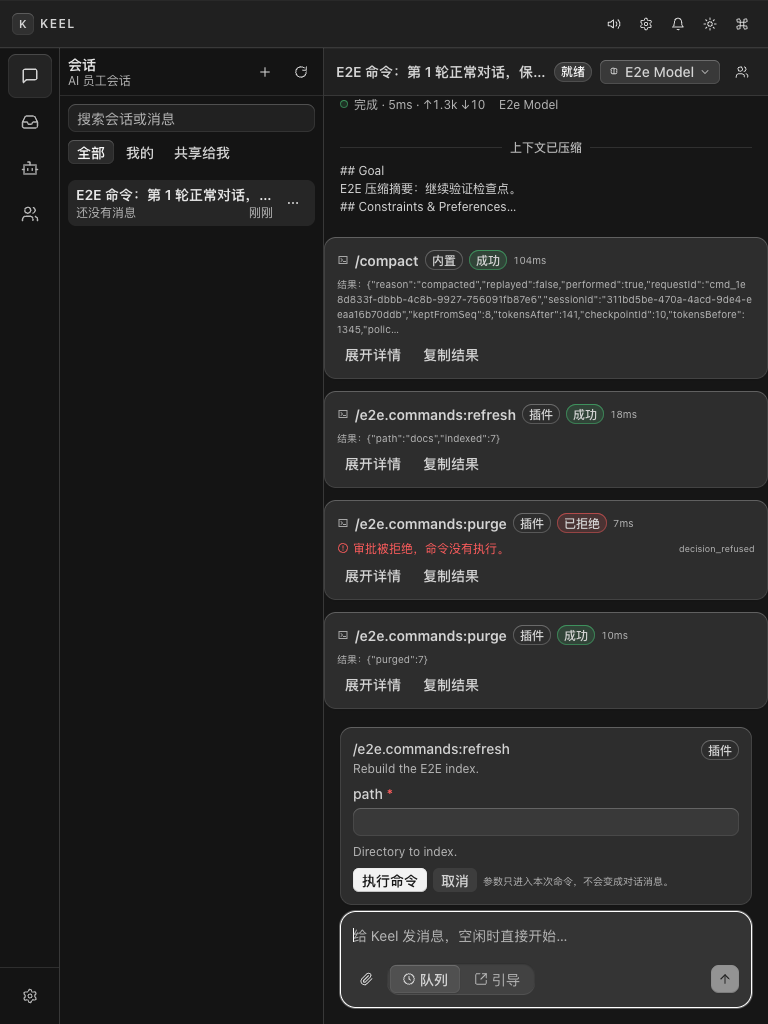 K KEEL
会话
AI 员工会话
搜索会话或消息
全部 我的 共享给我
E2E 命令：第 1 轮正常对话，...
还没有消息 刚刚
E2E 命令：第 1 轮正常对话，保... 就绪 E2e Model
完成 · 5ms · ↑1.3k ↓10 E2e Model
上下文已压缩
## Goal
E2E 压缩摘要：继续验证检查点。
## Constraints & Preferences...
/compact 内置 成功 104ms
结果：{"reason":"compacted","replayed":false,"performed":true,"requestId":"cmd_1e
8d833f-dbbb-4c8b-9927-756091fb87e6","sessionId":"311bd5be-470a-4acd-9de4-e
eaa16b70ddb","keptFromSeq":8,"tokensAfter":141,"checkpointId":10,"tokensBefore":
1345,"polic...
展开详情 复制结果
/e2e.commands:refresh 插件 成功 18ms
结果：{"path":"docs","indexed":7}
展开详情 复制结果
/e2e.commands:purge 插件 已拒绝 7ms
审批被拒绝，命令没有执行。 decision_refused
展开详情 复制结果
/e2e.commands:purge 插件 成功 10ms
结果：{"purged":7}
展开详情 复制结果
/e2e.commands:refresh 插件
Rebuild the E2E index.
path *
Directory to index.
执行命令 取消 参数只进入本次命令，不会变成对话消息。
给 Keel 发消息，空闲时直接开始...
队列 引导